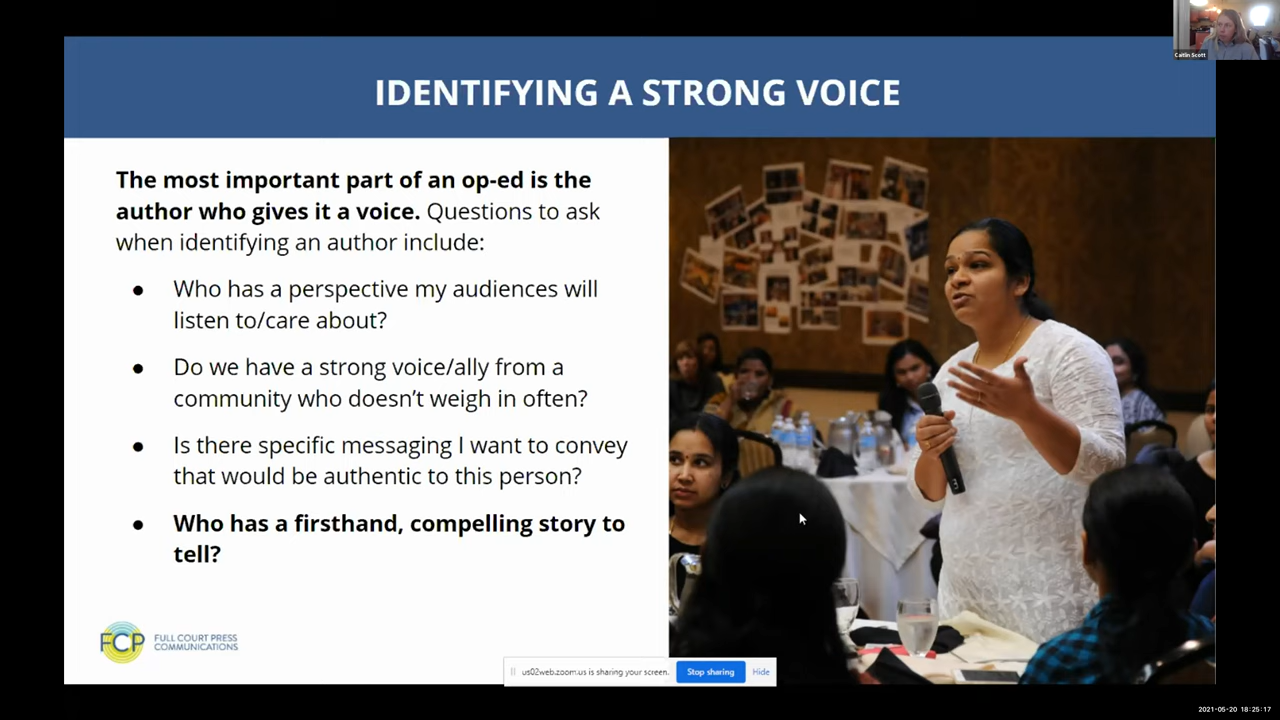 Caitlin Scott
IDENTIFYING A STRONG VOICE
The most important part of an op-ed is the
author who gives it a voice. Questions to ask
when identifying an author include:
● Who has a perspective my audiences will
listen to/care about?
● Do we have a strong voice/ally from a
community who doesn’t weigh in often?
● Is there specific messaging I want to convey
that would be authentic to this person?
● Who has a firsthand, compelling story to
tell?
FCP FULL COURT PRESS
COMMUNICATIONS
us02web.zoom.us is sharing your screen. Stop sharing Hide
2021-05-20 18:25:17